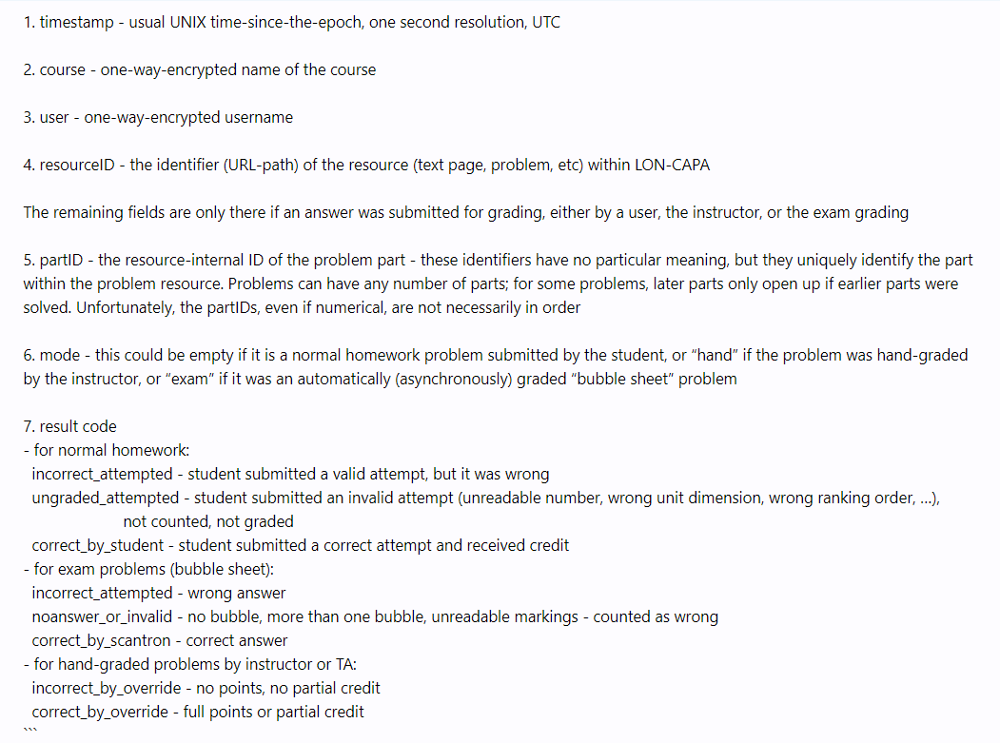 1. timestamp - usual UNIX time-since-the-epoch, one second resolution, UTC
2. course - one-way-encrypted name of the course
3. user - one-way-encrypted username
4. resourceID - the identifier (URL-path) of the resource (text page, problem, etc) within LON-CAPA
The remaining fields are only there if an answer was submitted for grading, either by a user, the instructor, or the exam grading
5. partID - the resource-internal ID of the problem part - these identifiers have no particular meaning, but they uniquely identify the part
within the problem resource. Problems can have any number of parts; for some problems, later parts only open up if earlier parts were
solved. Unfortunately, the partIDs, even if numerical, are not necessarily in order
6. mode - this could be empty if it is a normal homework problem submitted by the student, or “hand” if the problem was hand-graded
by the instructor, or “exam” if it was an automatically (asynchronously) graded “bubble sheet” problem
7. result code
- for normal homework:
incorrect_attempted - student submitted a valid attempt, but it was wrong
ungraded_attempted - student submitted an invalid attempt (unreadable number, wrong unit dimension, wrong ranking order, ...),
not counted, not graded
correct_by_student - student submitted a correct attempt and received credit
- for exam problems (bubble sheet):
incorrect_attempted - wrong answer
noanswer_or_invalid - no bubble, more than one bubble, unreadable markings - counted as wrong
correct_by_scantron - correct answer
- for hand-graded problems by instructor or TA:
incorrect_by_override - no points, no partial credit
correct_by_override - full points or partial credit
```